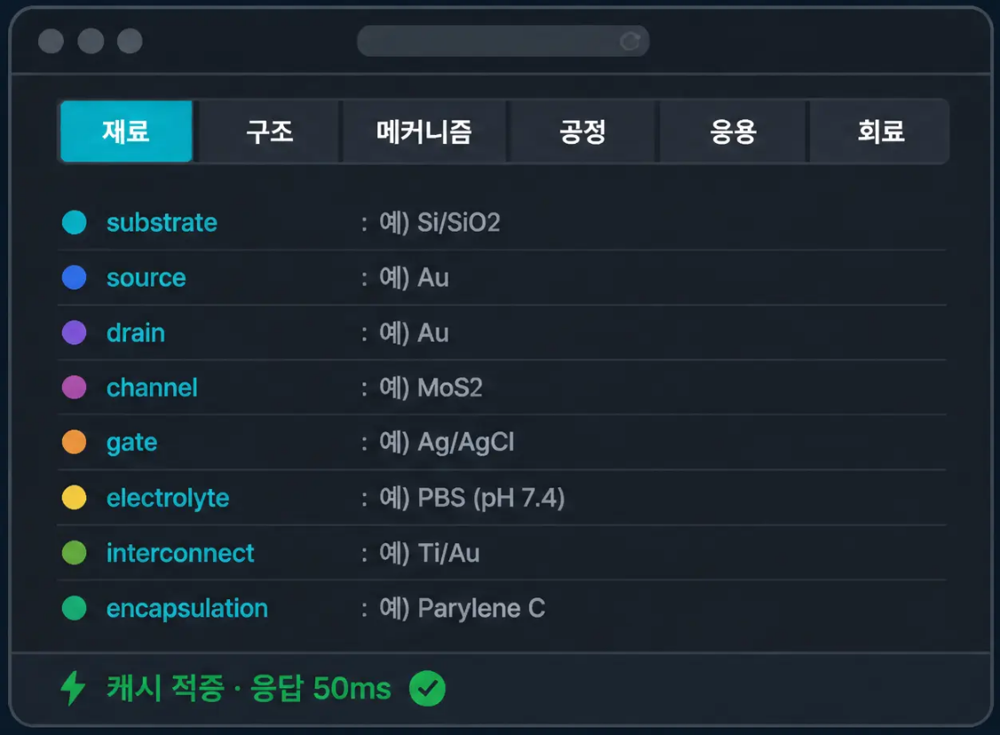 재료 구조 메커니즘 공정 응용 회료
substrate : 예) Si/SiO2
source : 예) Au
drain : 예) Au
channel : 예) MoS2
gate : 예) Ag/AgCl
electrolyte : 예) PBS (pH 7.4)
interconnect : 예) Ti/Au
encapsulation : 예) Parylene C
캐시 적증 · 응답 50ms